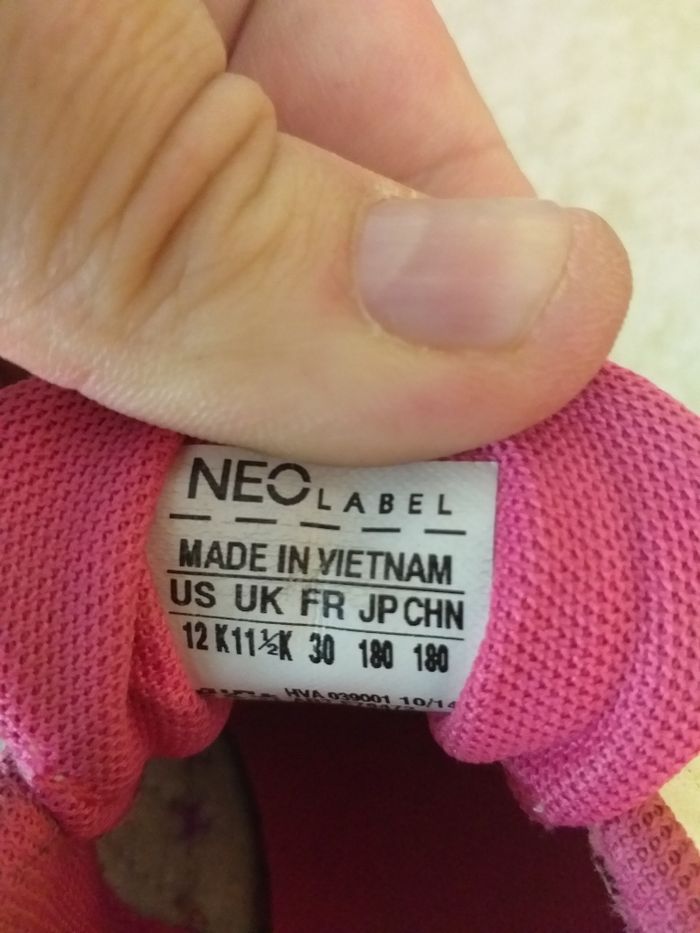 NEO LABEL
MADE IN VIETNAM
US UK FR JP CHN
12 K 11½K 30 180 180
HVA 039001 10/14